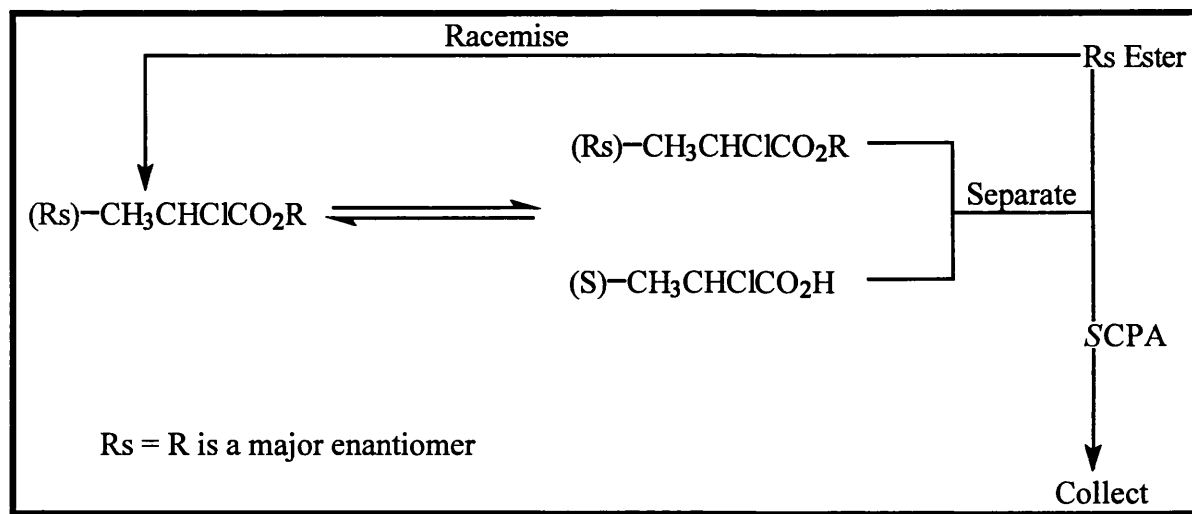 Racemise
Rs Ester
(Rs)-CH₃CHClCO₂R
(Rs)-CH₃CHClCO₂R
Separate
(S)-CH₃CHClCO₂H
SCPA
Rs = R is a major enantiomer
Collect